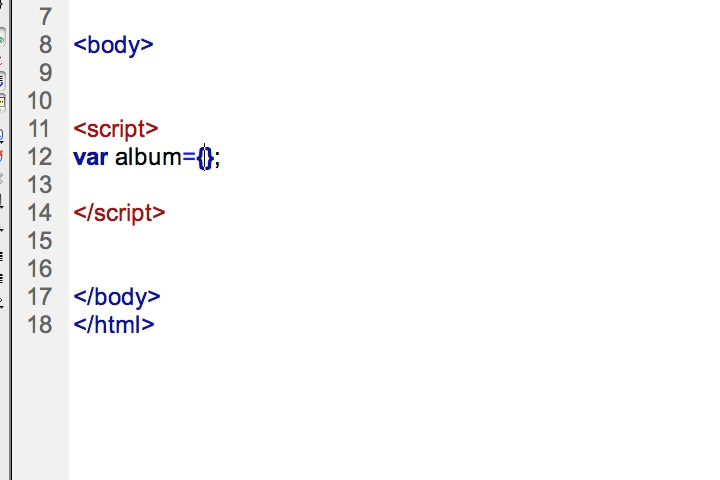 7
8 <body>
9
10
11 <script>
12 var album={};
13
14 </script>
15
16
17 </body>
18 </html>